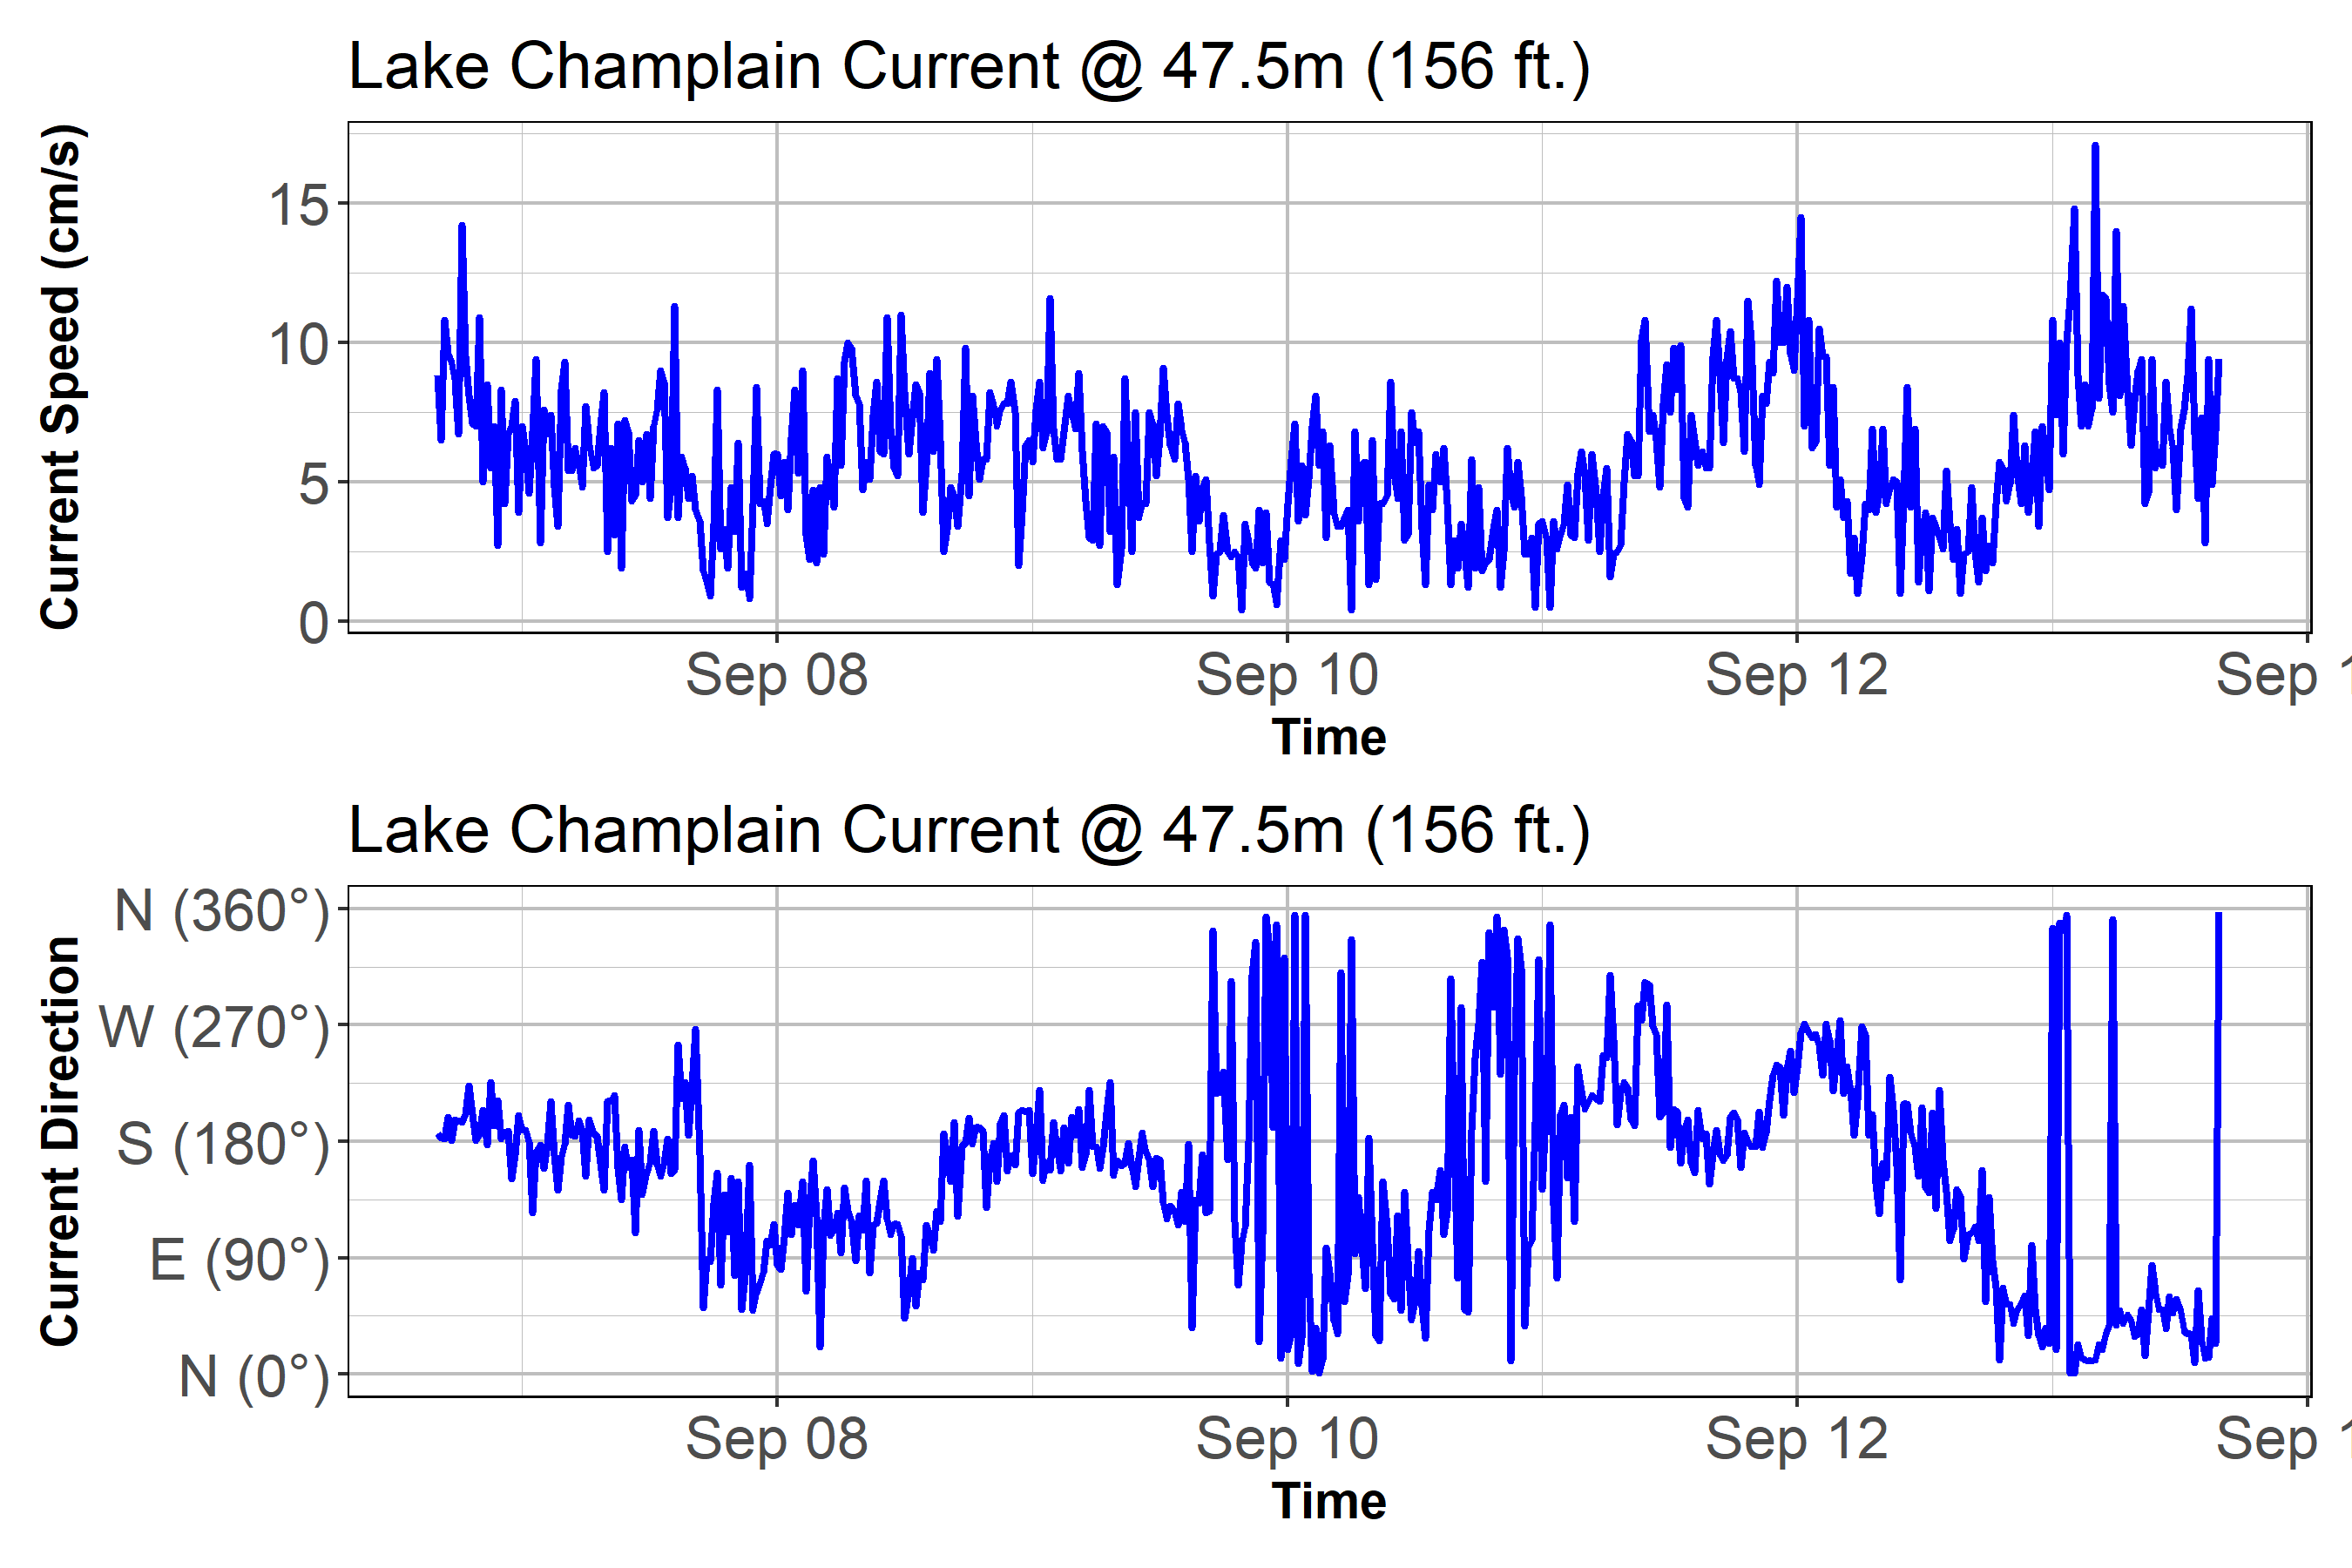 Lake Champlain Current @ 47.5m (156 ft.)
Current Speed (cm/s)
15
10
5
0
Sep 08 Sep 10 Sep 12 Sep 1
Time
Lake Champlain Current @ 47.5m (156 ft.)
Current Direction
N (360°)
W (270°)
S (180°)
E (90°)
N (0°)
Sep 08 Sep 10 Sep 12 Sep 1
Time